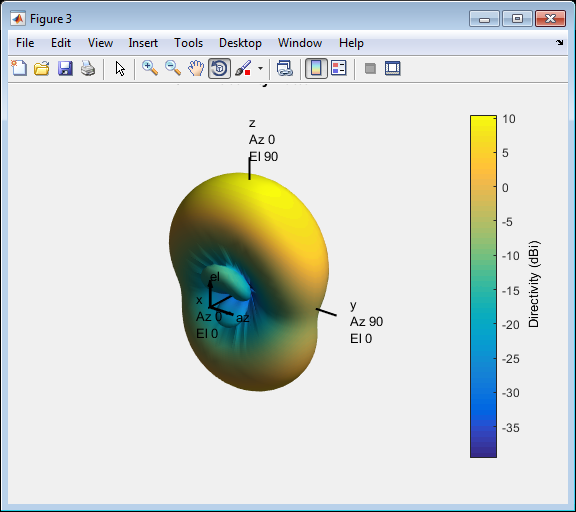 Figure 3
File Edit View Insert Tools Desktop Window Help
z
Az 0
El 90
el
x
Az 0
El 0
az
y
Az 90
El 0
10
5
0
-5
-10
-15
-20
-25
-30
-35
Directivity (dBi)